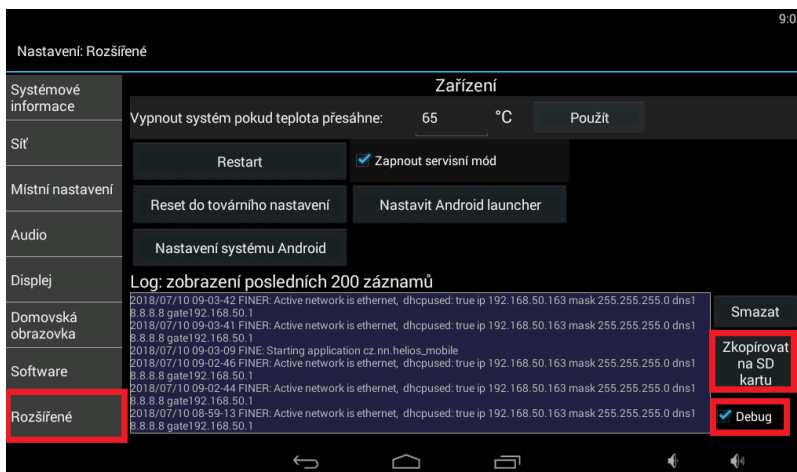 9:0
Nastavení: Rozšířené
Systémové
informace
Síť
Místní nastavení
Audio
Displej
Domovská
obrazovka
Software
Rozšířené
Zařízení
Vypnout systém pokud teplota přesáhne: 65 °C Použít
Restart Zapnout servisní mód
Reset do továrního nastavení Nastavit Android launcher
Nastavení systému Android
Log: zobrazení posledních 200 záznamů
2018/07/10 09-03-42 FINER: Active network is ethernet, dhcpused: true ip 192.168.50.163 mask 255.255.255.0 dns1
8.8.8.8 gate192.168.50.1
2018/07/10 09-03-41 FINER: Active network is ethernet, dhcpused: true ip 192.168.50.163 mask 255.255.255.0 dns1
8.8.8.8 gate192.168.50.1
2018/07/10 09-03-09 FINE: Starting application cz.nn.helios_mobile
2018/07/10 09-02-46 FINER: Active network is ethernet, dhcpused: true ip 192.168.50.163 mask 255.255.255.0 dns1
8.8.8.8 gate192.168.50.1
2018/07/10 09-02-44 FINER: Active network is ethernet, dhcpused: true ip 192.168.50.163 mask 255.255.255.0 dns1
8.8.8.8 gate192.168.50.1
2018/07/10 08-59-13 FINER: Active network is ethernet, dhcpused: true ip 192.168.50.163 mask 255.255.255.0 dns1
8.8.8.8 gate192.168.50.1
Smazat
Zkopírovat
na SD
kartu
Debug